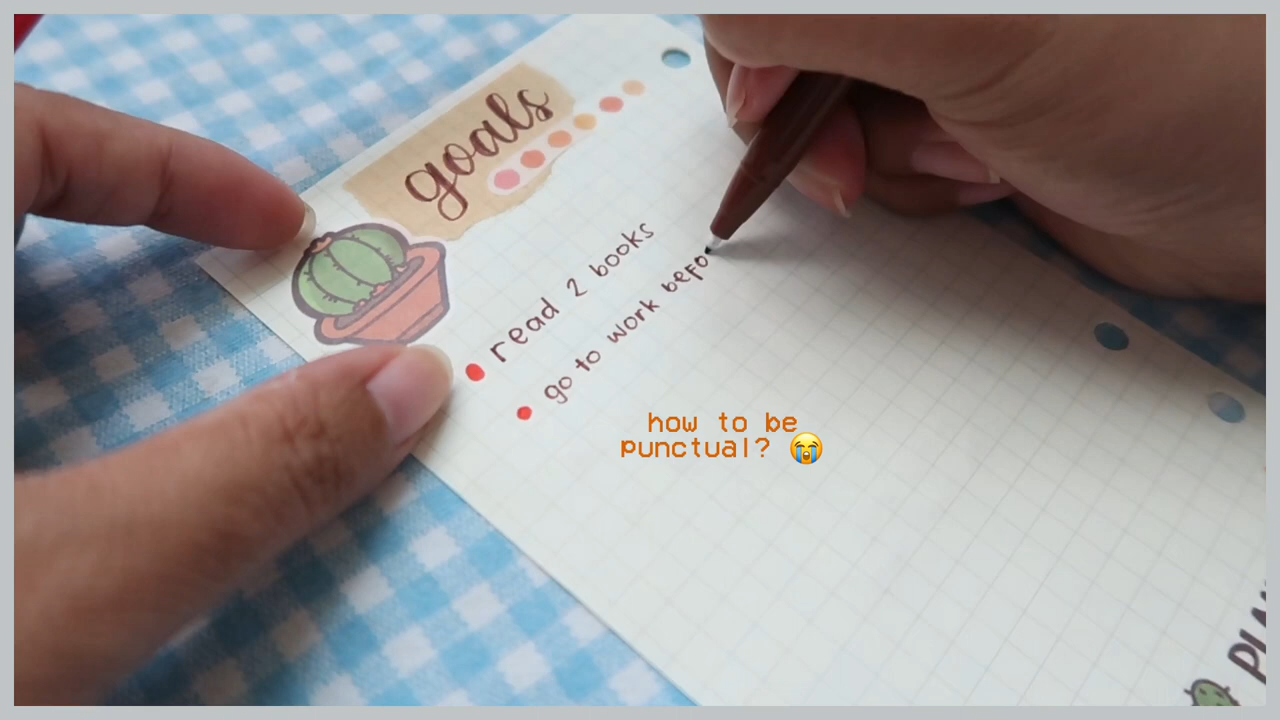 goals
read 2 books
go to work befo
how to be
punctual? 😭